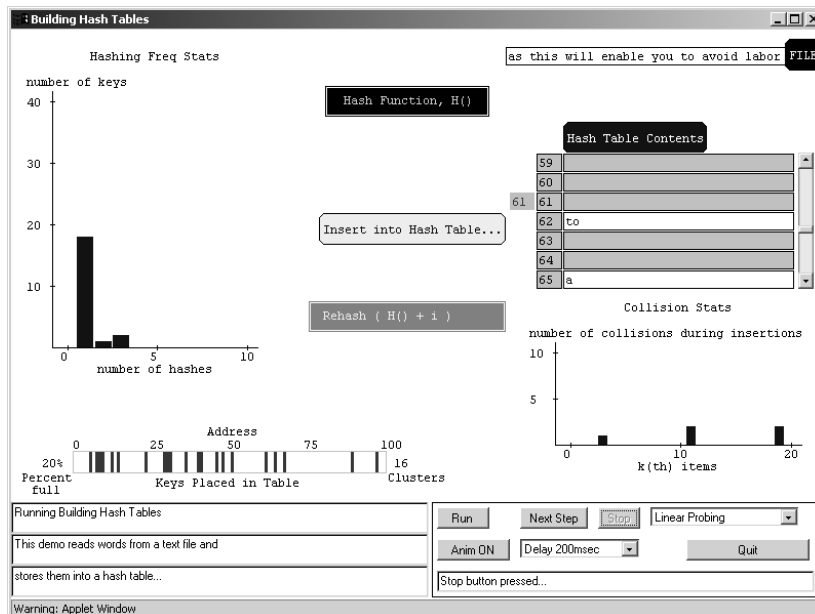 Building Hash Tables
Hashing Freq Stats
as this will enable you to avoid labor
FILE
number of keys
40
30
20
10
0
5
10
number of hashes
Hash Function, H()
Hash Table Contents
59
60
61 61
62 to
63
64
65 a
Insert into Hash Table...
Rehash ( H() + i )
Collision Stats
number of collisions during insertions
10
5
0
10
20
k(th) items
Address
0 25 50 75 100
20%
Percent
full
Keys Placed in Table
16
Clusters
Running Building Hash Tables
This demo reads words from a text file and
stores them into a hash table...
Run
Next Step
Stop
Linear Probing
Anim ON
Delay 200msec
Quit
Stop button pressed...
Warning: Applet Window